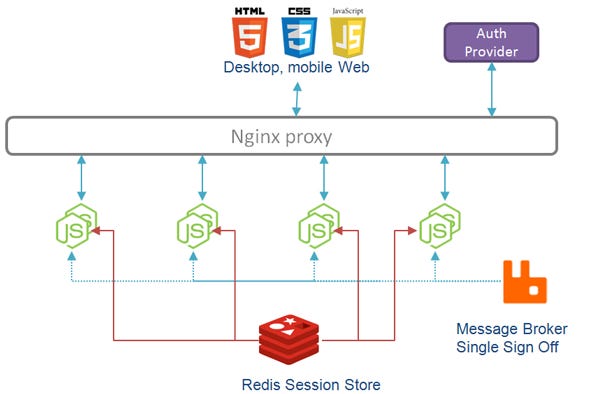 HTML
5
CSS
3
JavaScript
JS
Desktop, mobile Web
Auth
Provider
Nginx proxy
JS
JS
JS
JS
Message Broker
Single Sign Off
Redis Session Store